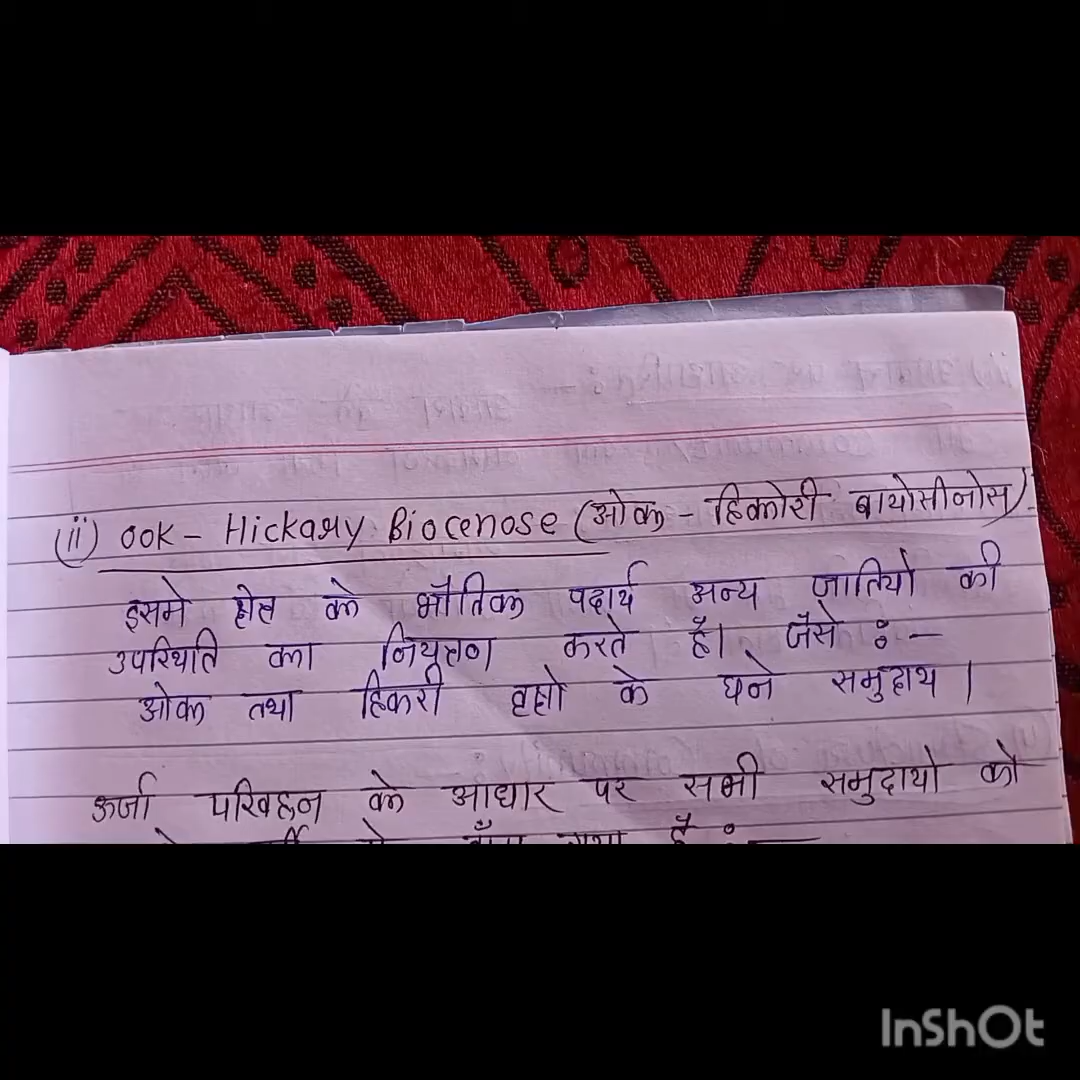 (ii) OOK - Hickary Biocenose (ओक - हिकोरी बायोसीनोस) :
इसमे क्षेत्र के भौतिक पदार्थ अन्य जातियो की
उपस्थिति का नियंत्रण करते है। जैसे :-
ओक तथा हिकरी वृक्षो के घने समुदाय ।
ऊर्जा परिवहन के आधार पर सभी समुदायो को
है :-
InShOt